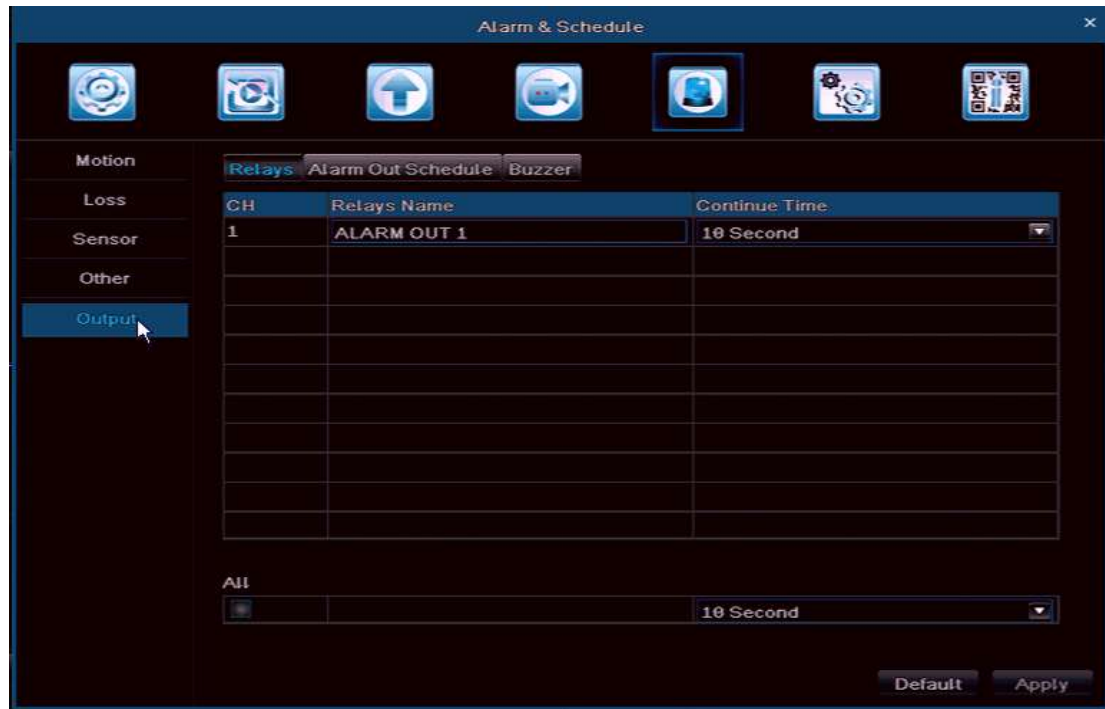 Alarm & Schedule
Motion
Loss
Sensor
Other
Output
Relays Alarm Out Schedule Buzzer
CH Relays Name Continue Time
1 ALARM OUT 1 10 Second
All
10 Second
Default Apply